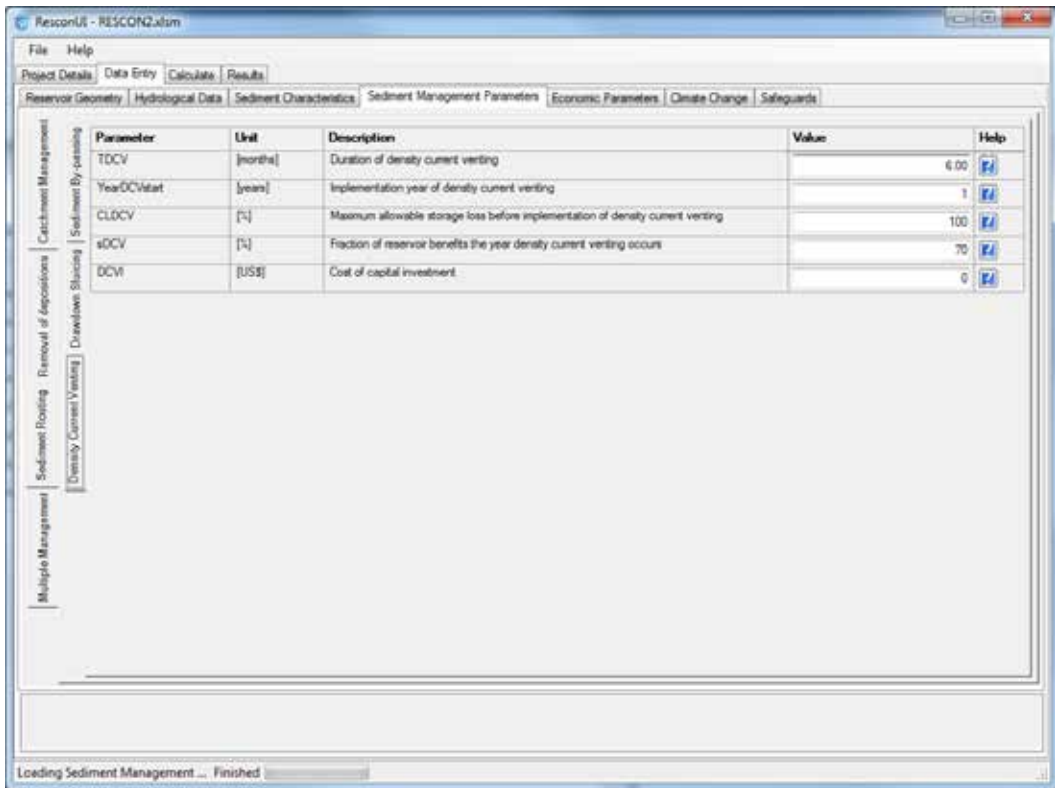 ResconUI - RESCON2.xlsm
File Help
Project Details Data Entry Calculate Results
Reservoir Geometry Hydrological Data Sediment Characteristics Sediment Management Parameters Economic Parameters Climate Change Safeguards
Catchment Management
Removal of depositions
Sediment Routing
Multiple Management
Sediment By-passing
Drawdown Sluicing
Density Current Venting
Parameter Unit Description Value Help
TDCV [months] Duration of density current venting 6.00
YearDCVstart [years] Implementation year of density current venting 1
CLDCV [%] Maximum allowable storage loss before implementation of density current venting 100
sDCV [%] Fraction of reservoir benefits the year density current venting occurs 70
DCVI [US$] Cost of capital investment 0
Loading Sediment Management ... Finished